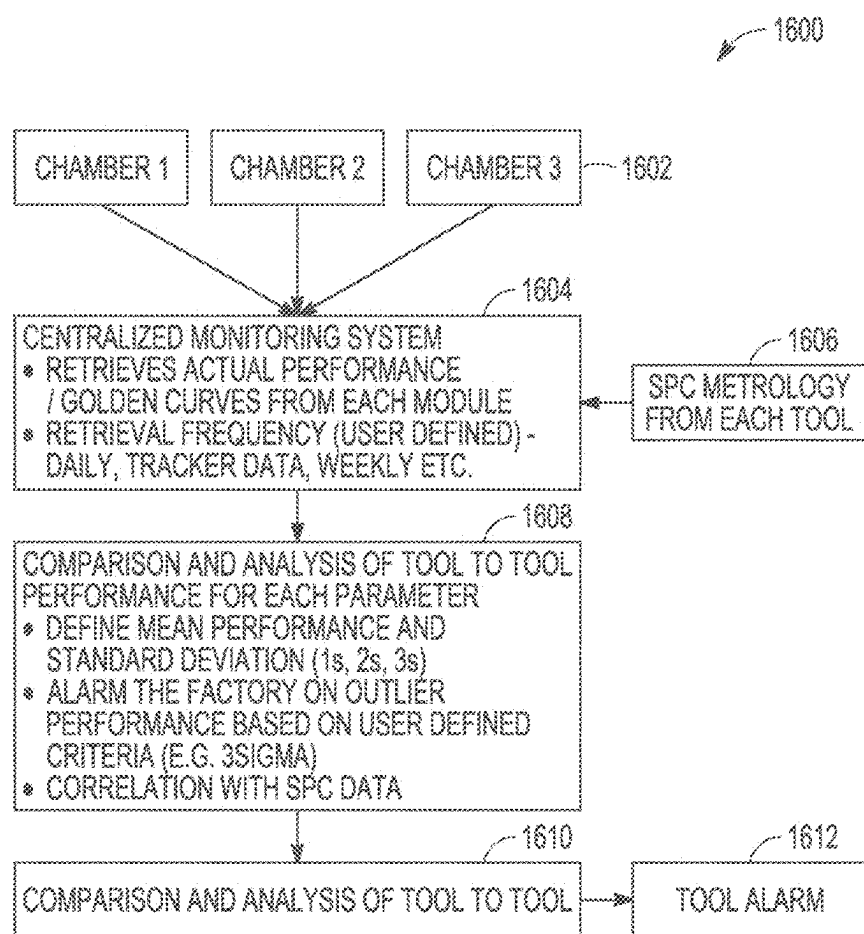 1600
CHAMBER 1
CHAMBER 2
CHAMBER 3
1602
1604
CENTRALIZED MONITORING SYSTEM
• RETRIEVES ACTUAL PERFORMANCE
/ GOLDEN CURVES FROM EACH MODULE
• RETRIEVAL FREQUENCY (USER DEFINED) -
DAILY, TRACKER DATA, WEEKLY ETC.
1606
SPC METROLOGY
FROM EACH TOOL
1608
COMPARISON AND ANALYSIS OF TOOL TO TOOL
PERFORMANCE FOR EACH PARAMETER
• DEFINE MEAN PERFORMANCE AND
STANDARD DEVIATION (1s, 2s, 3s)
• ALARM THE FACTORY ON OUTLIER
PERFORMANCE BASED ON USER DEFINED
CRITERIA (E.G. 3SIGMA)
• CORRELATION WITH SPC DATA
1610
COMPARISON AND ANALYSIS OF TOOL TO TOOL
1612
TOOL ALARM